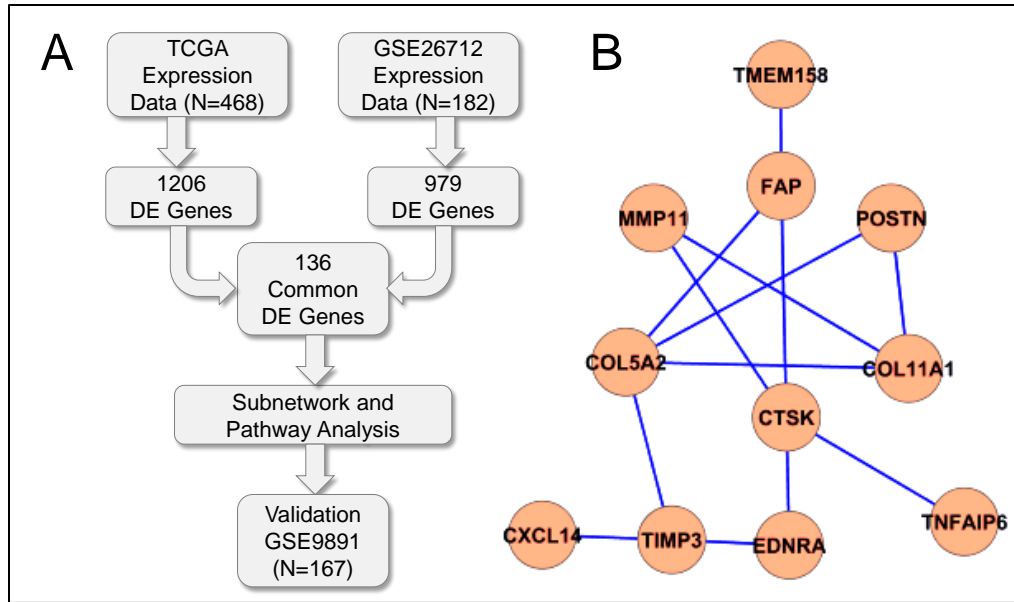 A
TCGA
Expression
Data (N=468)
GSE26712
Expression
Data (N=182)
1206
DE Genes
979
DE Genes
136
Common
DE Genes
Subnetwork and
Pathway Analysis
Validation
GSE9891
(N=167)
B
TMEM158
FAP
MMP11
POSTN
COL5A2
COL11A1
CTSK
TNFAIP6
CXCL14
TIMP3
EDNRA